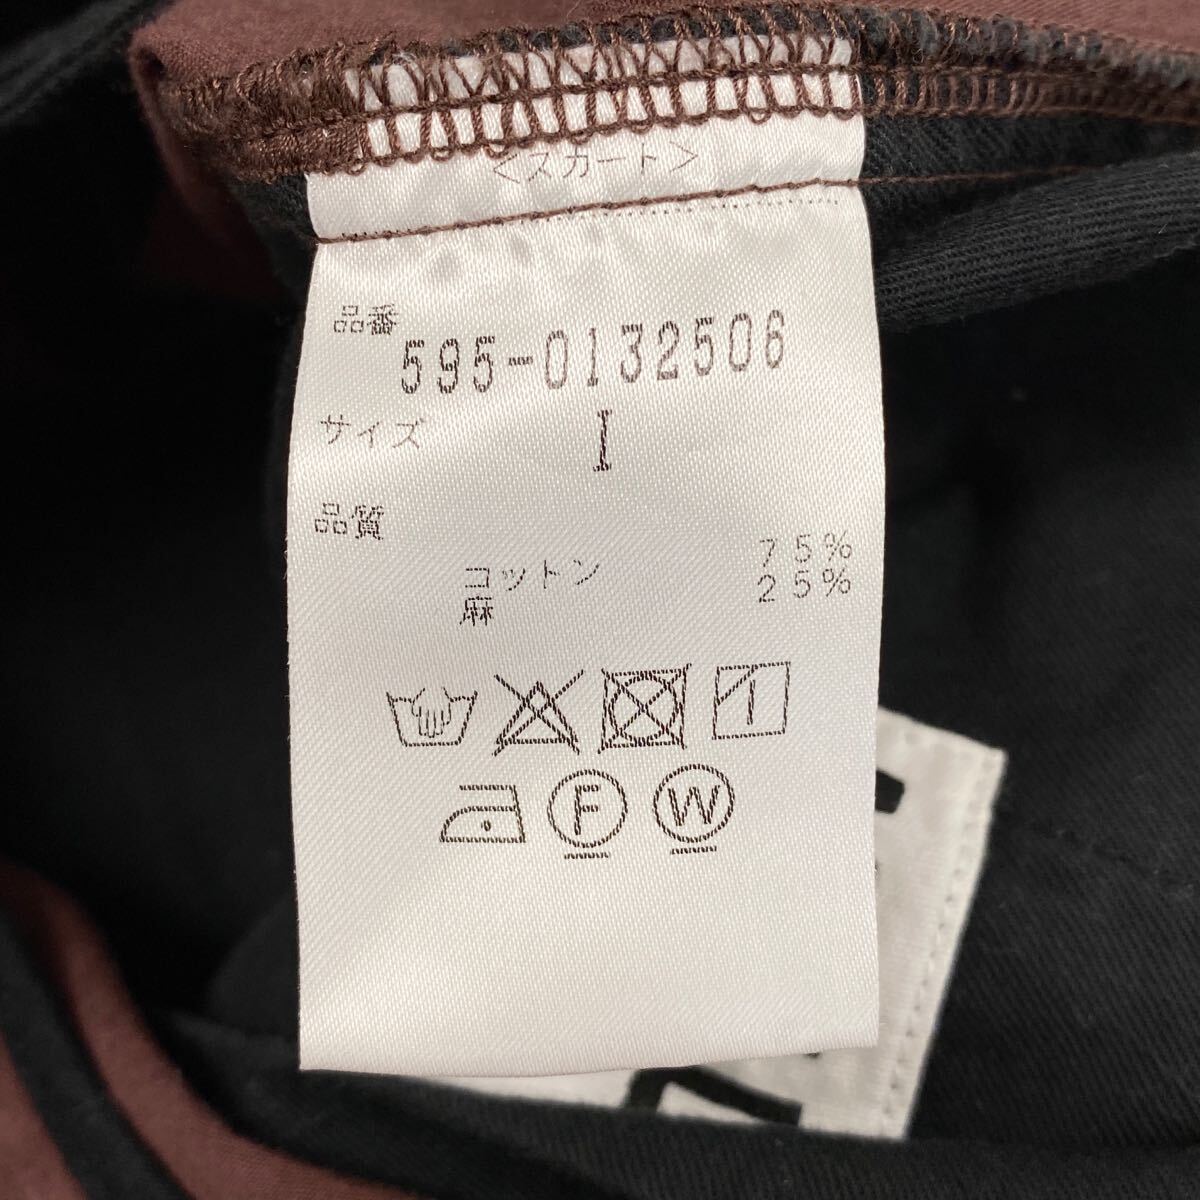 <スカート>
品番
595-0132506
サイズ I
品質
コットン 75%
麻 25%
F W